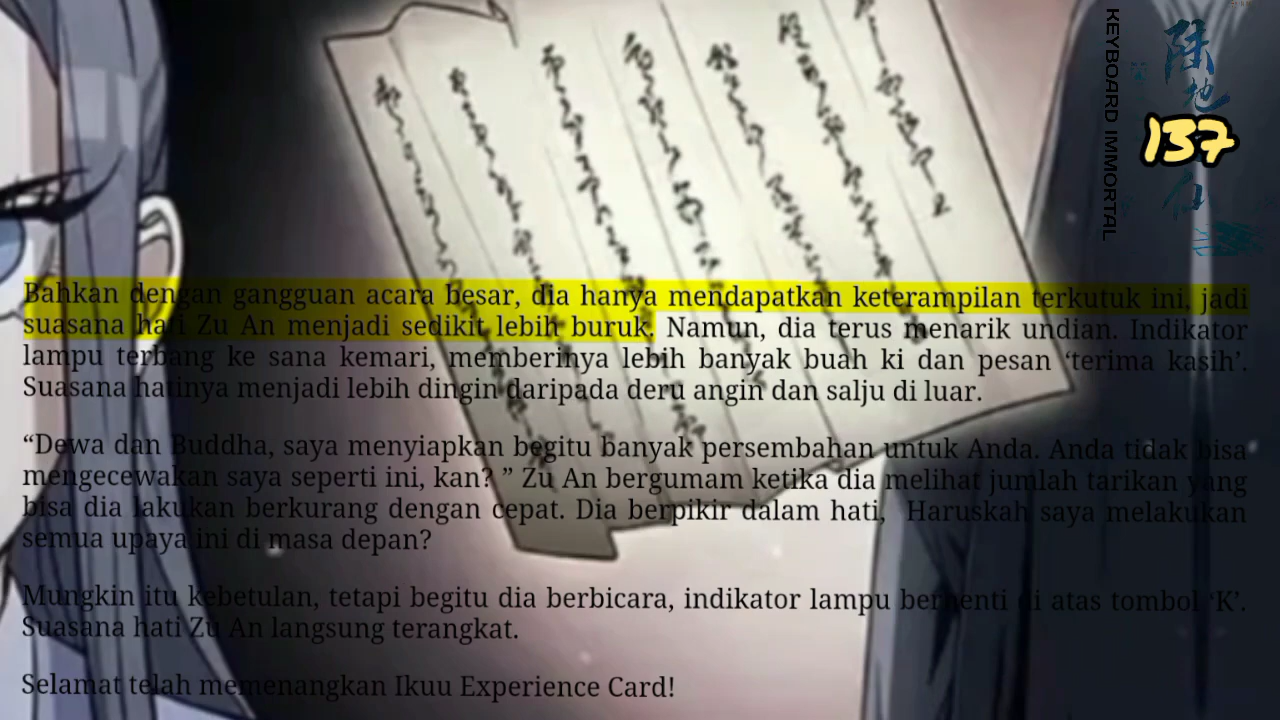 KEYBOARD IMMORTAL
陆地
137
仙
Bahkan dengan gangguan acara besar, dia hanya mendapatkan keterampilan terkutuk ini, jadi
suasana hati Zu An menjadi sedikit lebih buruk. Namun, dia terus menarik undian. Indikator
lampu terbang ke sana kemari, memberinya lebih banyak buah ki dan pesan ‘terima kasih’.
Suasana hatinya menjadi lebih dingin daripada deru angin dan salju di luar.
“Dewa dan Buddha, saya menyiapkan begitu banyak persembahan untuk Anda. Anda tidak bisa
mengecewakan saya seperti ini, kan? ” Zu An bergumam ketika dia melihat jumlah tarikan yang
bisa dia lakukan berkurang dengan cepat. Dia berpikir dalam hati, Haruskah saya melakukan
semua upaya ini di masa depan?
Mungkin itu kebetulan, tetapi begitu dia berbicara, indikator lampu berhenti di atas tombol ‘K’.
Suasana hati Zu An langsung terangkat.
Selamat telah memenangkan Ikuu Experience Card!